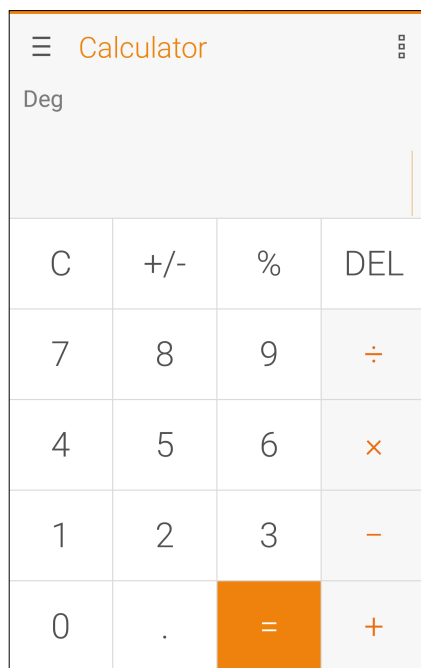 Calculator
Deg
C +/- % DEL
7 8 9 ÷
4 5 6 ×
1 2 3 −
0 . = +